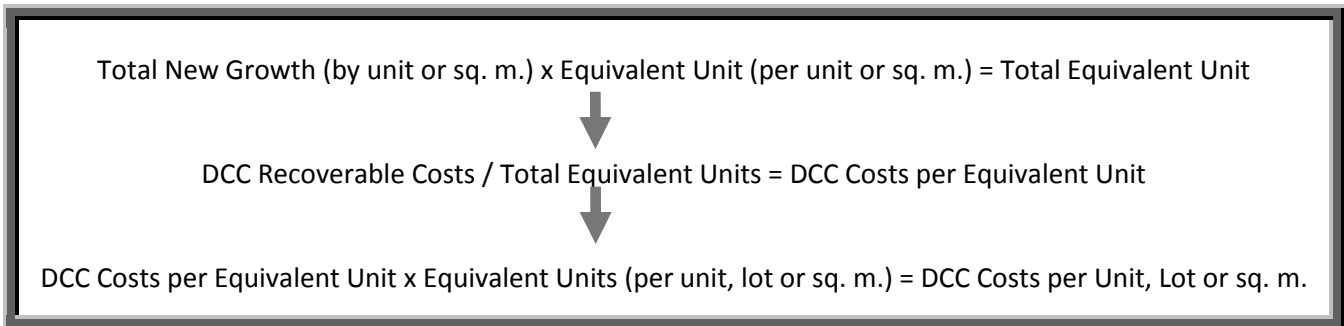 Total New Growth (by unit or sq. m.) x Equivalent Unit (per unit or sq. m.) = Total Equivalent Unit
DCC Recoverable Costs / Total Equivalent Units = DCC Costs per Equivalent Unit
DCC Costs per Equivalent Unit x Equivalent Units (per unit, lot or sq. m.) = DCC Costs per Unit, Lot or sq. m.